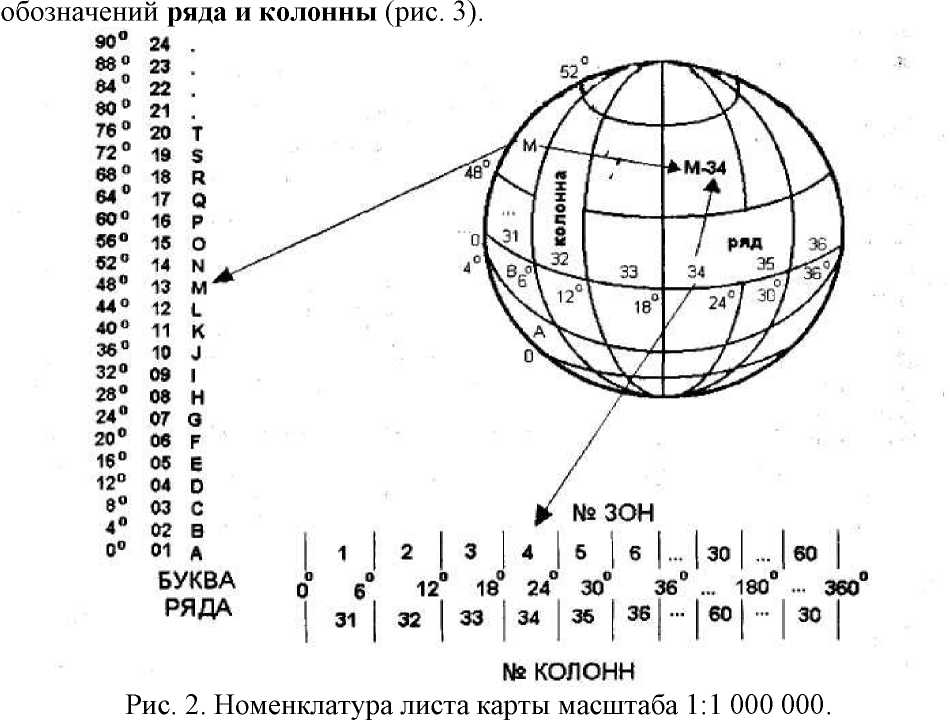 обозначений ряда и колонны (рис. 3).
90° 24 .
88° 23 .
84° 22 .
80° 21 .
76° 20 T
72° 19 S
68° 18 R
64° 17 Q
60° 16 P
56° 15 O
52° 14 N
48° 13 M
44° 12 L
40° 11 K
36° 10 J
32° 09 I
28° 08 H
24° 07 G
20° 06 F
16° 05 E
12° 04 D
8° 03 C
4° 02 B
0° 01 A
БУКВА
РЯДА
52°
М
48°
М-34
колонна
ряд
... 0
...
31 32 33 34 35 36
4° B 6° 12° 18° 24° 30° 36°
A
0
№ ЗОН
1 2 3 4 5 6 ... 30 ... 60
0° 6° 12° 18° 24° 30° 36° ... 180° ... 360°
31 32 33 34 35 36 ... 60 ... 30
№ КОЛОНН
Рис. 2. Номенклатура листа карты масштаба 1:1 000 000.